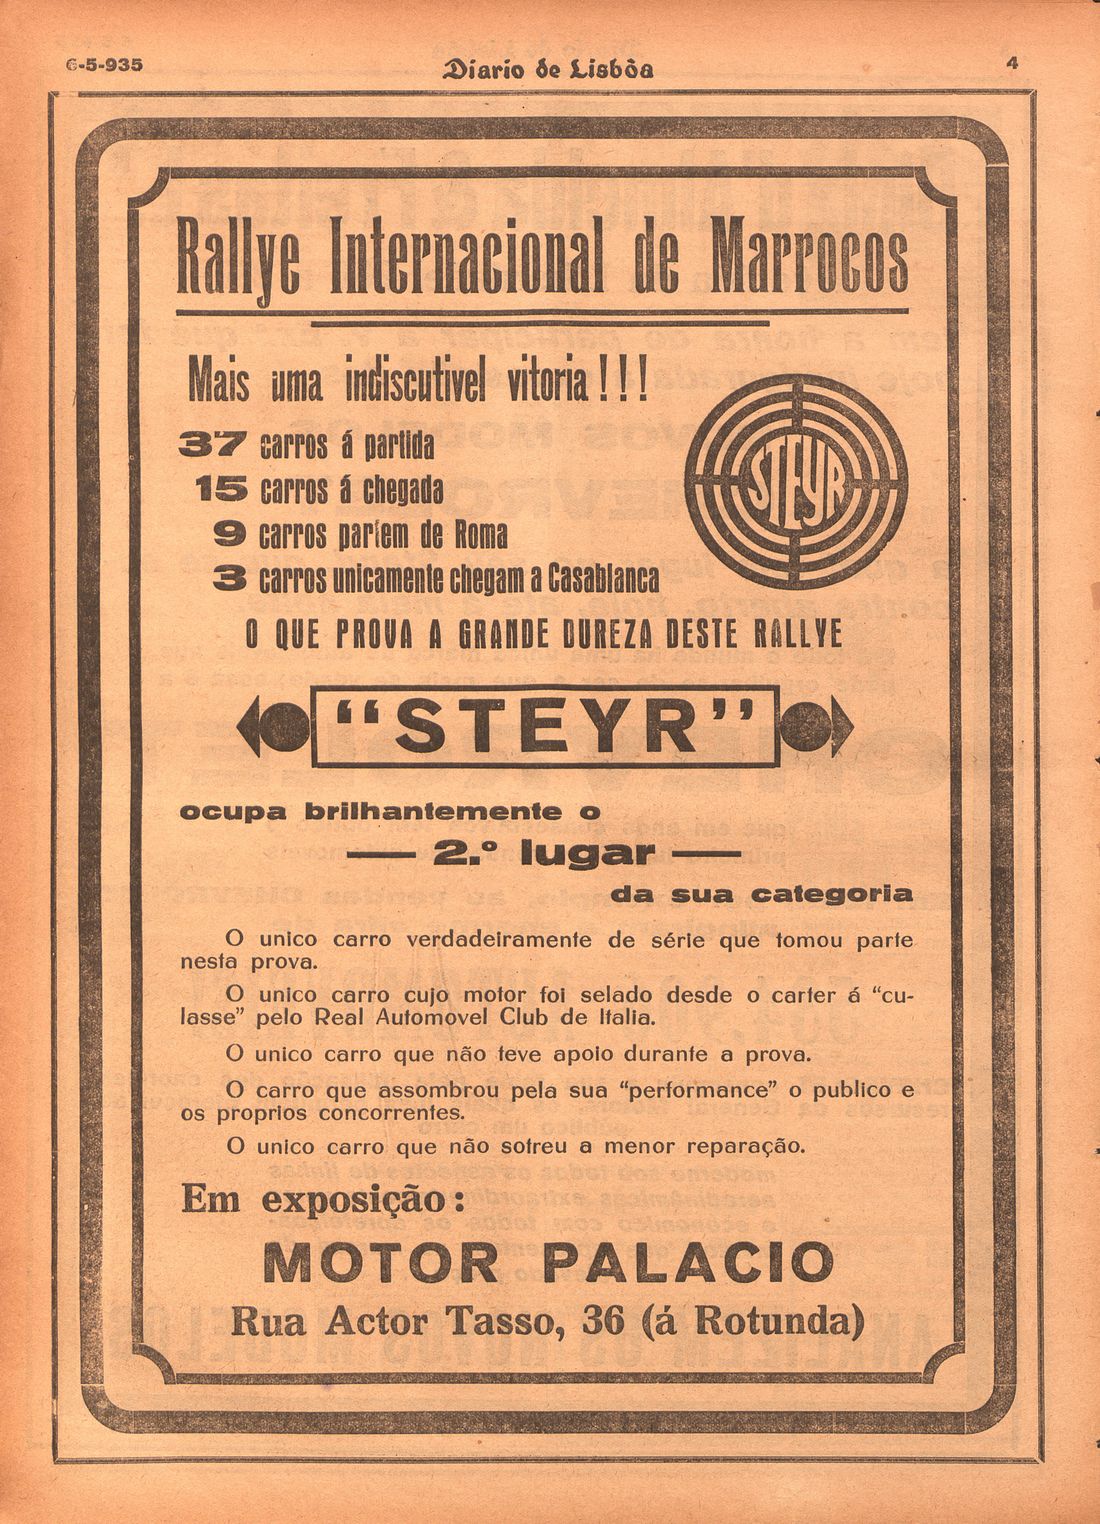 6-5-935
Diario de Lisbôa
4
Rallye Internacional de Marrocos
Mais uma indiscutivel vitoria!!!
37 carros á partida
15 carros á chegada
9 carros partem de Roma
3 carros unicamente chegam a Casablanca
STEYR
O QUE PROVA A GRANDE DUREZA DESTE RALLYE
“STEYR”
ocupa brilhantemente o
— 2.º lugar —
da sua categoria
O unico carro verdadeiramente de série que tomou parte
nesta prova.
O unico carro cujo motor foi selado desde o carter á “cu-
lasse” pelo Real Automovel Club de Italia.
O unico carro que não teve apoio durante a prova.
O carro que assombrou pela sua “performance” o publico e
os proprios concorrentes.
O unico carro que não sofreu a menor reparação.
Em exposição:
MOTOR PALACIO
Rua Actor Tasso, 36 (á Rotunda)